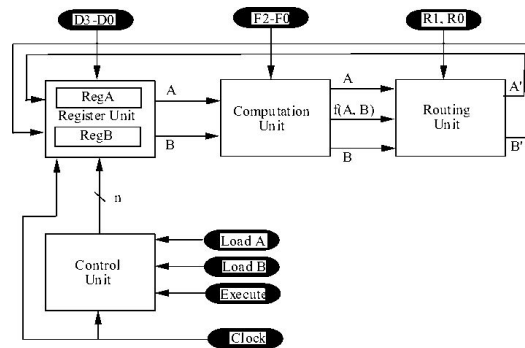 D3-D0
F2-F0
R1, R0
RegA
Register Unit
RegB
A
B
Computation
Unit
A
f(A, B)
B
Routing
Unit
A'
B'
n
Control
Unit
Load A
Load B
Execute
Clock